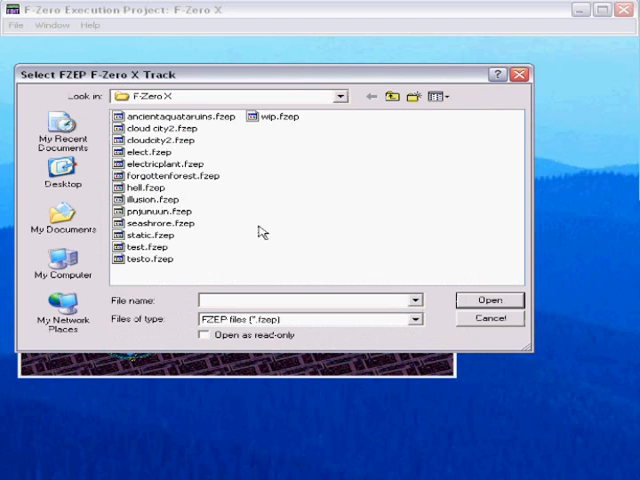 F-Zero Execution Project: F-Zero X
File Window Help
Select FZEP F-Zero X Track
Look in: F-Zero X
My Recent
Documents
Desktop
My Documents
My Computer
My Network
Places
ancientaquataruins.fzep
cloud city2.fzep
cloudcity2.fzep
elect.fzep
electricplant.fzep
forgottenforest.fzep
hell.fzep
illusion.fzep
pnjunuun.fzep
seashrore.fzep
static.fzep
test.fzep
testo.fzep
wip.fzep
File name:
Open
Files of type: FZEP files (*.fzep)
Cancel
Open as read-only